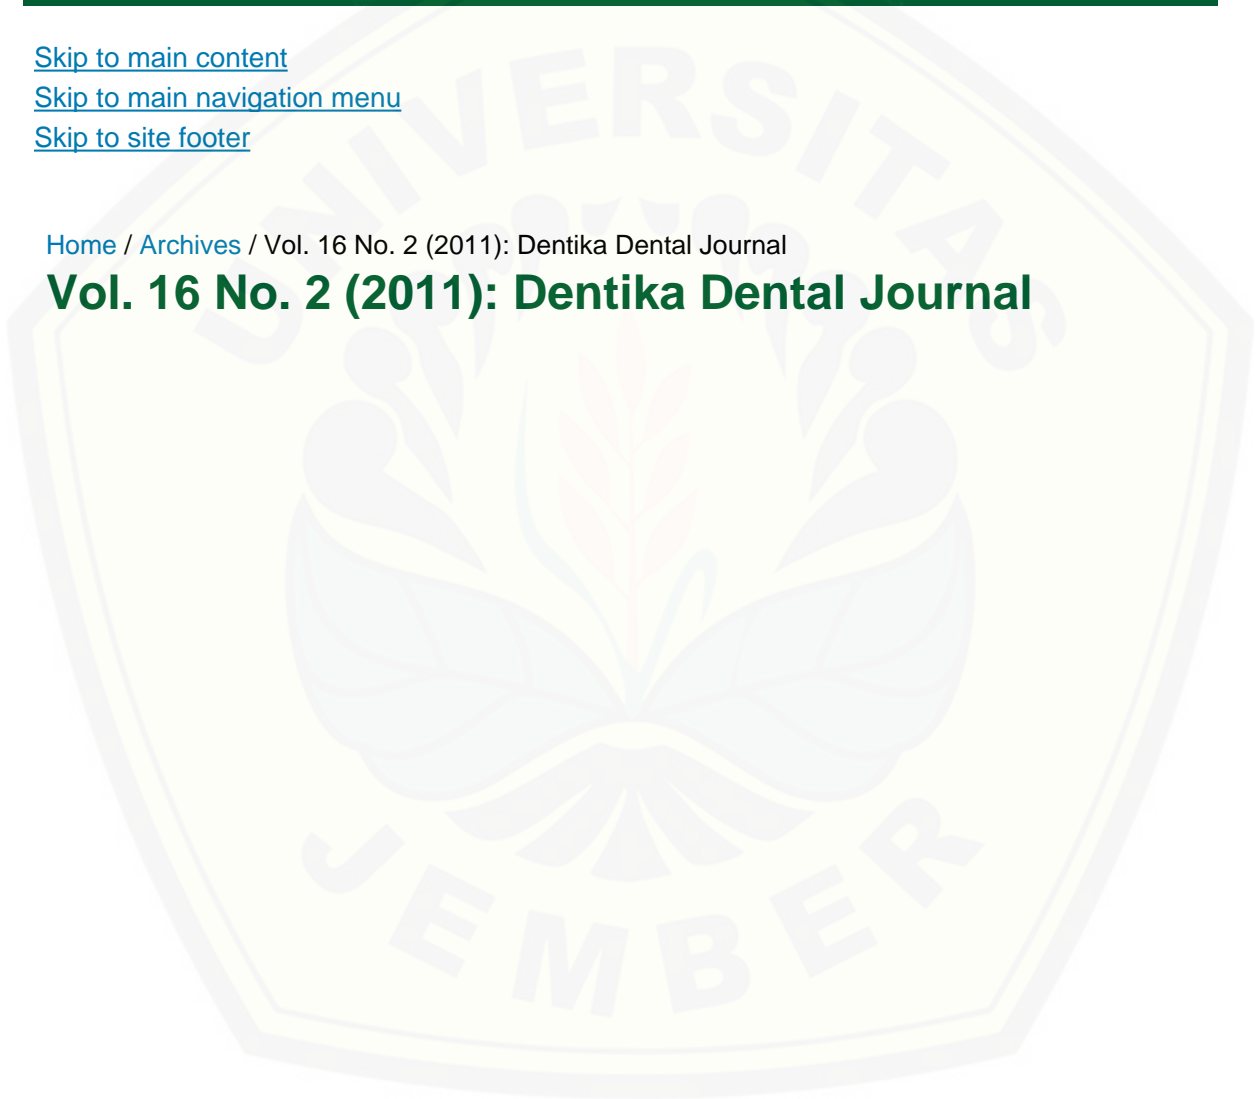 Skip to main content
Skip to main navigation menu
Skip to site footer
Home / Archives / Vol. 16 No. 2 (2011): Dentika Dental Journal
Vol. 16 No. 2 (2011): Dentika Dental Journal
UNIVERSITAS
JEMBER